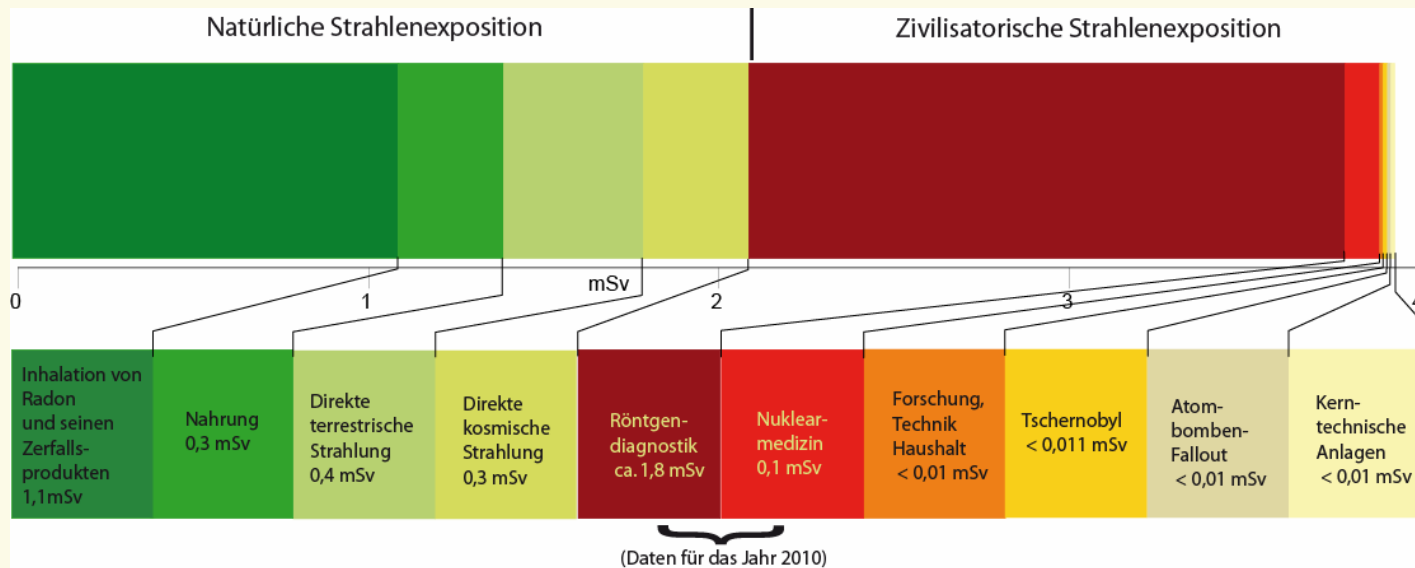 Natürliche Strahlenexposition
Zivilisatorische Strahlenexposition
mSv
0
1
2
3
4
Inhalation von
Radon
und seinen
Zerfalls-
produkten
1,1mSv
Nahrung
0,3 mSv
Direkte
terrestrische
Strahlung
0,4 mSv
Direkte
kosmische
Strahlung
0,3 mSv
Röntgen-
diagnostik
ca. 1,8 mSv
Nuklear-
medizin
0,1 mSv
Forschung,
Technik
Haushalt
< 0,01 mSv
Tschernobyl
< 0,011 mSv
Atom-
bomben-
Fallout
< 0,01 mSv
Kern-
technische
Anlagen
< 0,01 mSv
(Daten für das Jahr 2010)